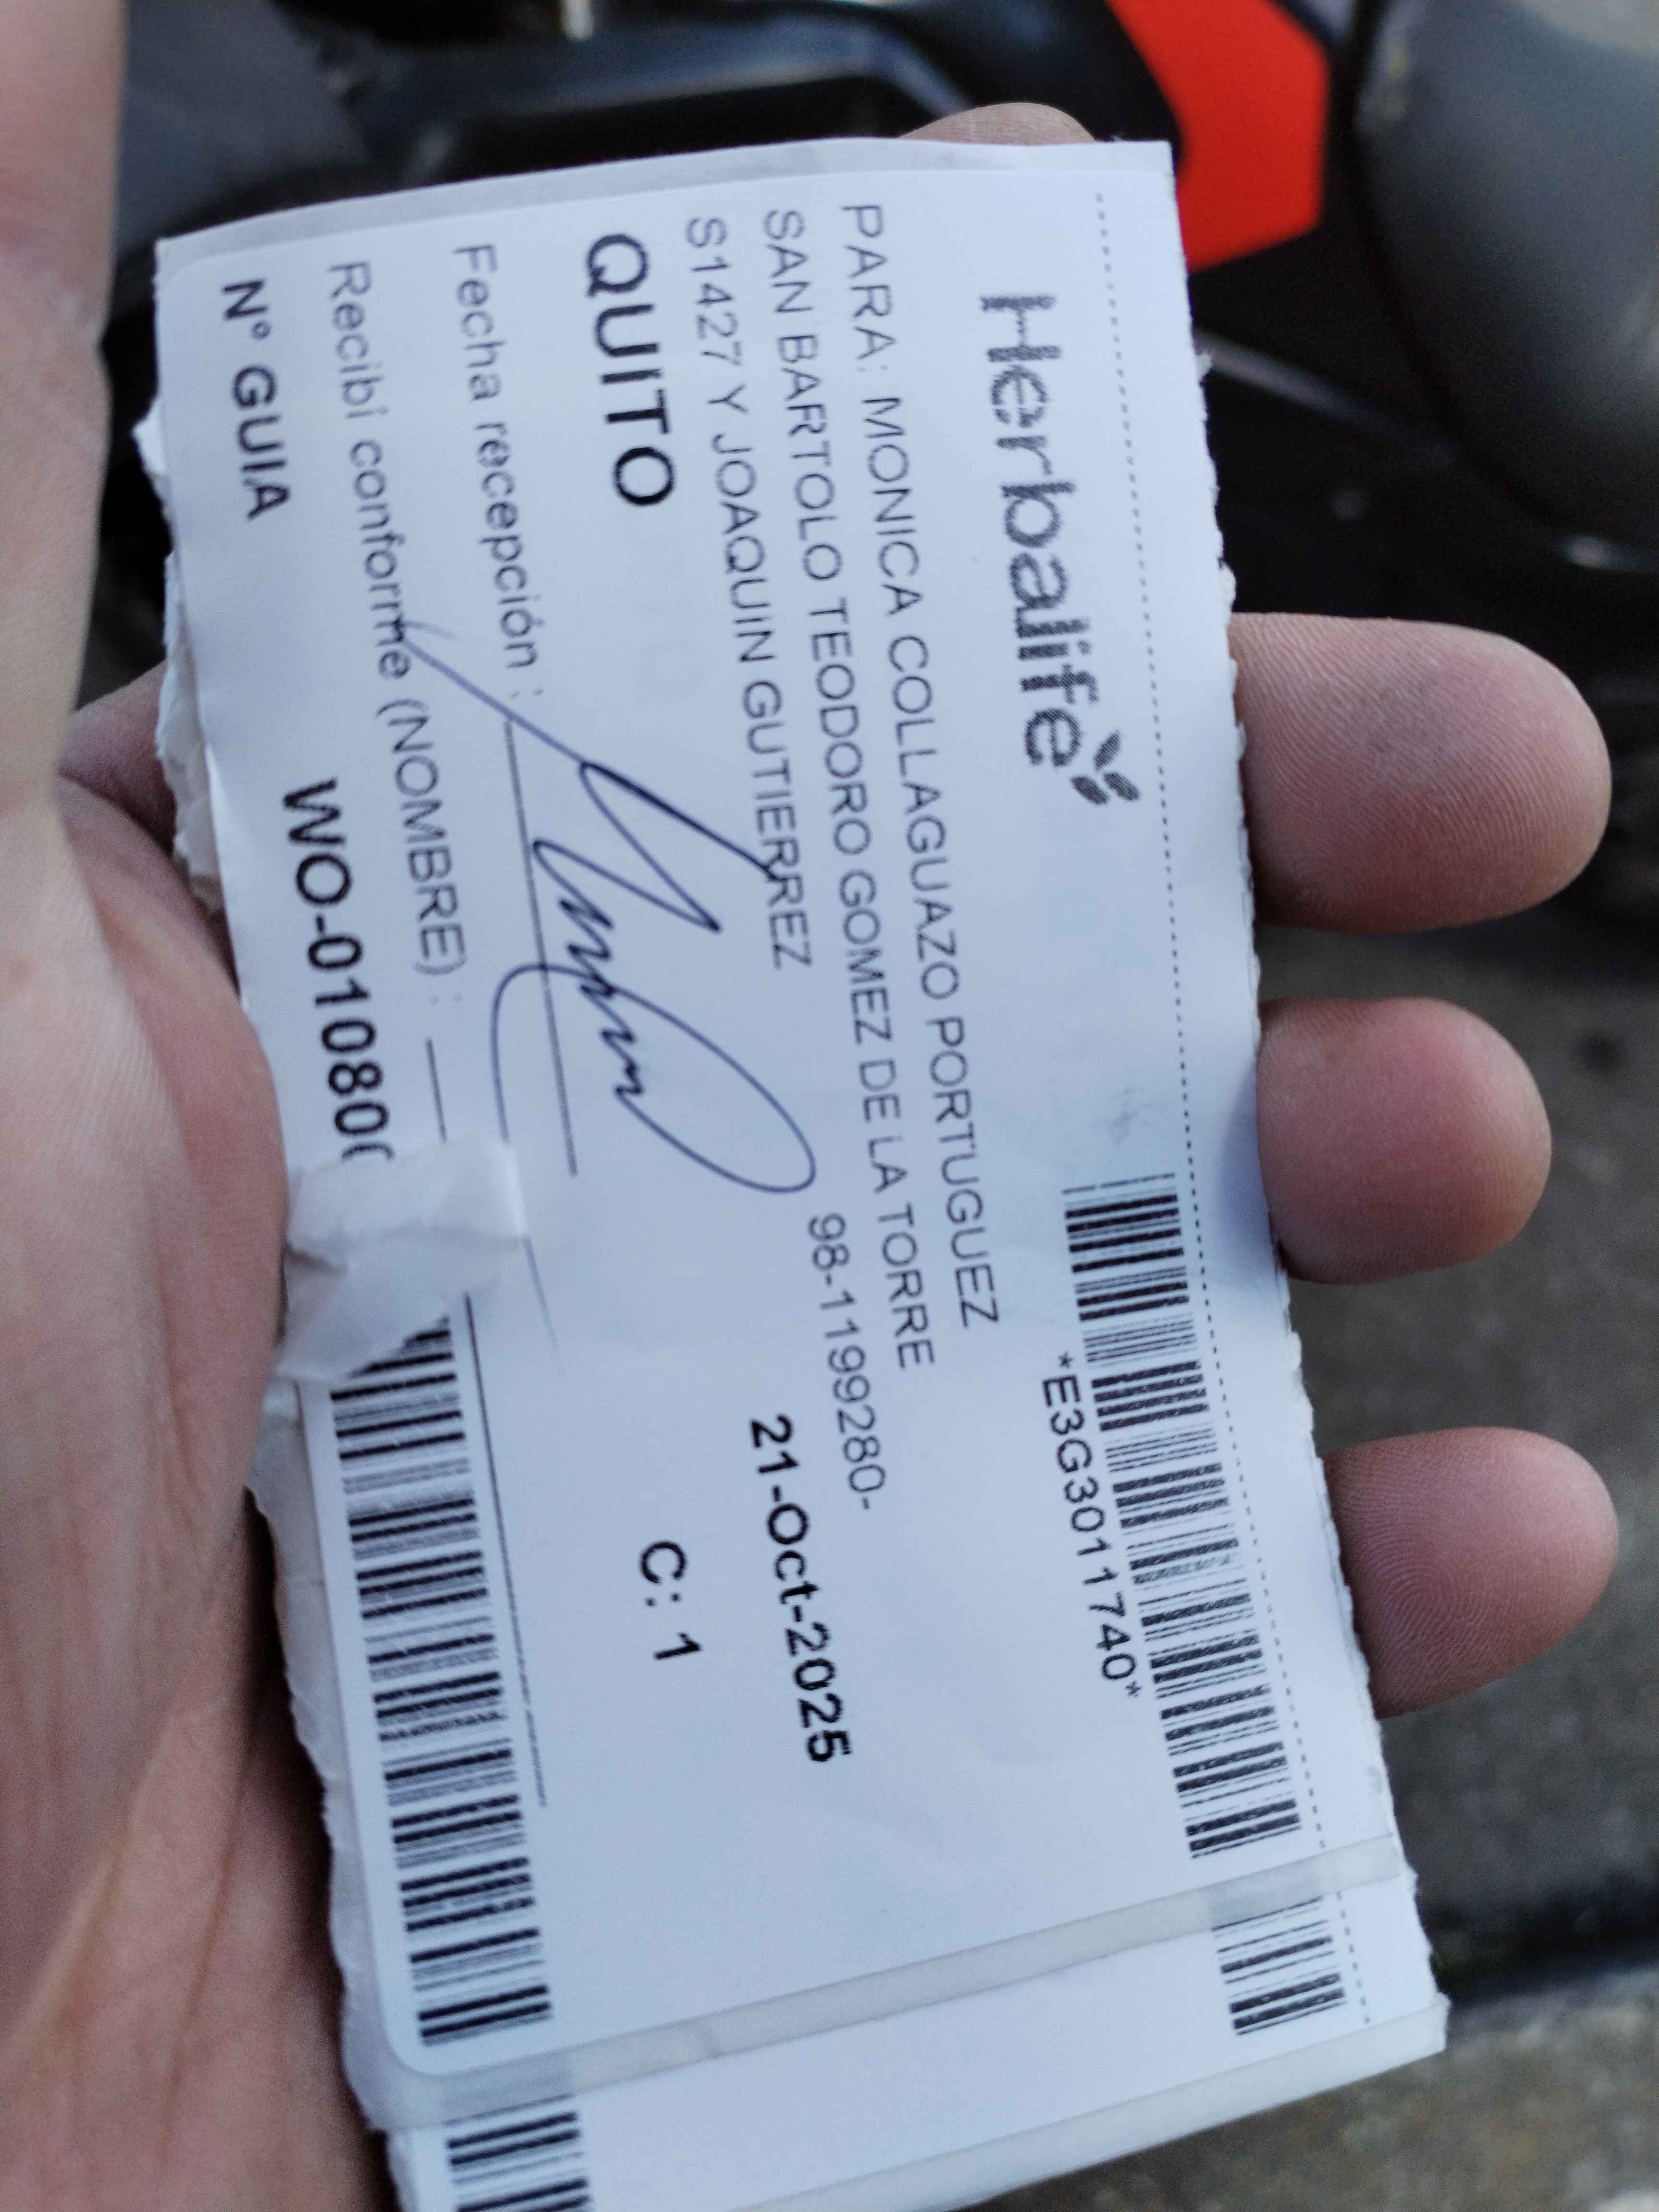 Herbalife
*E3G3011740*
PARA: MONICA COLLAGUAZO PORTUGUEZ
SAN BARTOLO TEODORO GOMEZ DE LA TORRE
S1427 Y JOAQUIN GUTIERREZ 98-1199280-
QUITO 21-Oct-2025
C: 1
Fecha recepción :
Recibí conforme (NOMBRE) :
N° GUIA WO-01080